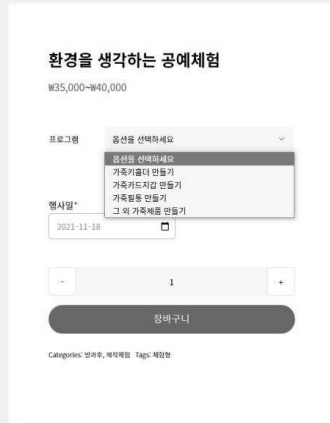 환경을 생각하는 공예체험
₩35,000~₩40,000
프로그램 옵션을 선택하세요
옵션을 선택하세요
가죽키홀더 만들기
가죽카드지갑 만들기
가죽필통 만들기
그 외 가죽제품 만들기
행사일*
2021-11-18
- 1 +
장바구니
Categories: 방과후, 제작체험 Tags: 체험형